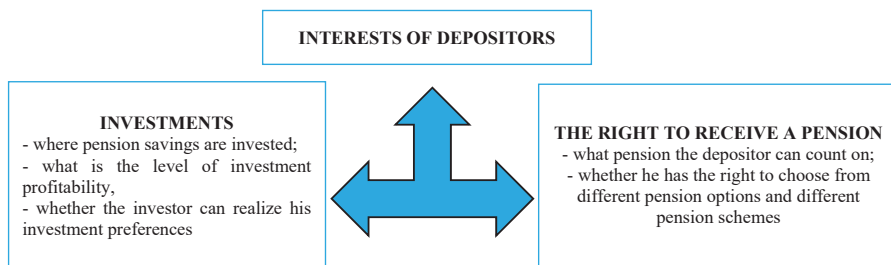 INTERESTS OF DEPOSITORS
INVESTMENTS
- where pension savings are invested;
- what is the level of investment
profitability,
- whether the investor can realize his
investment preferences
THE RIGHT TO RECEIVE A PENSION
- what pension the depositor can count on;
- whether he has the right to choose from
different pension options and different
pension schemes